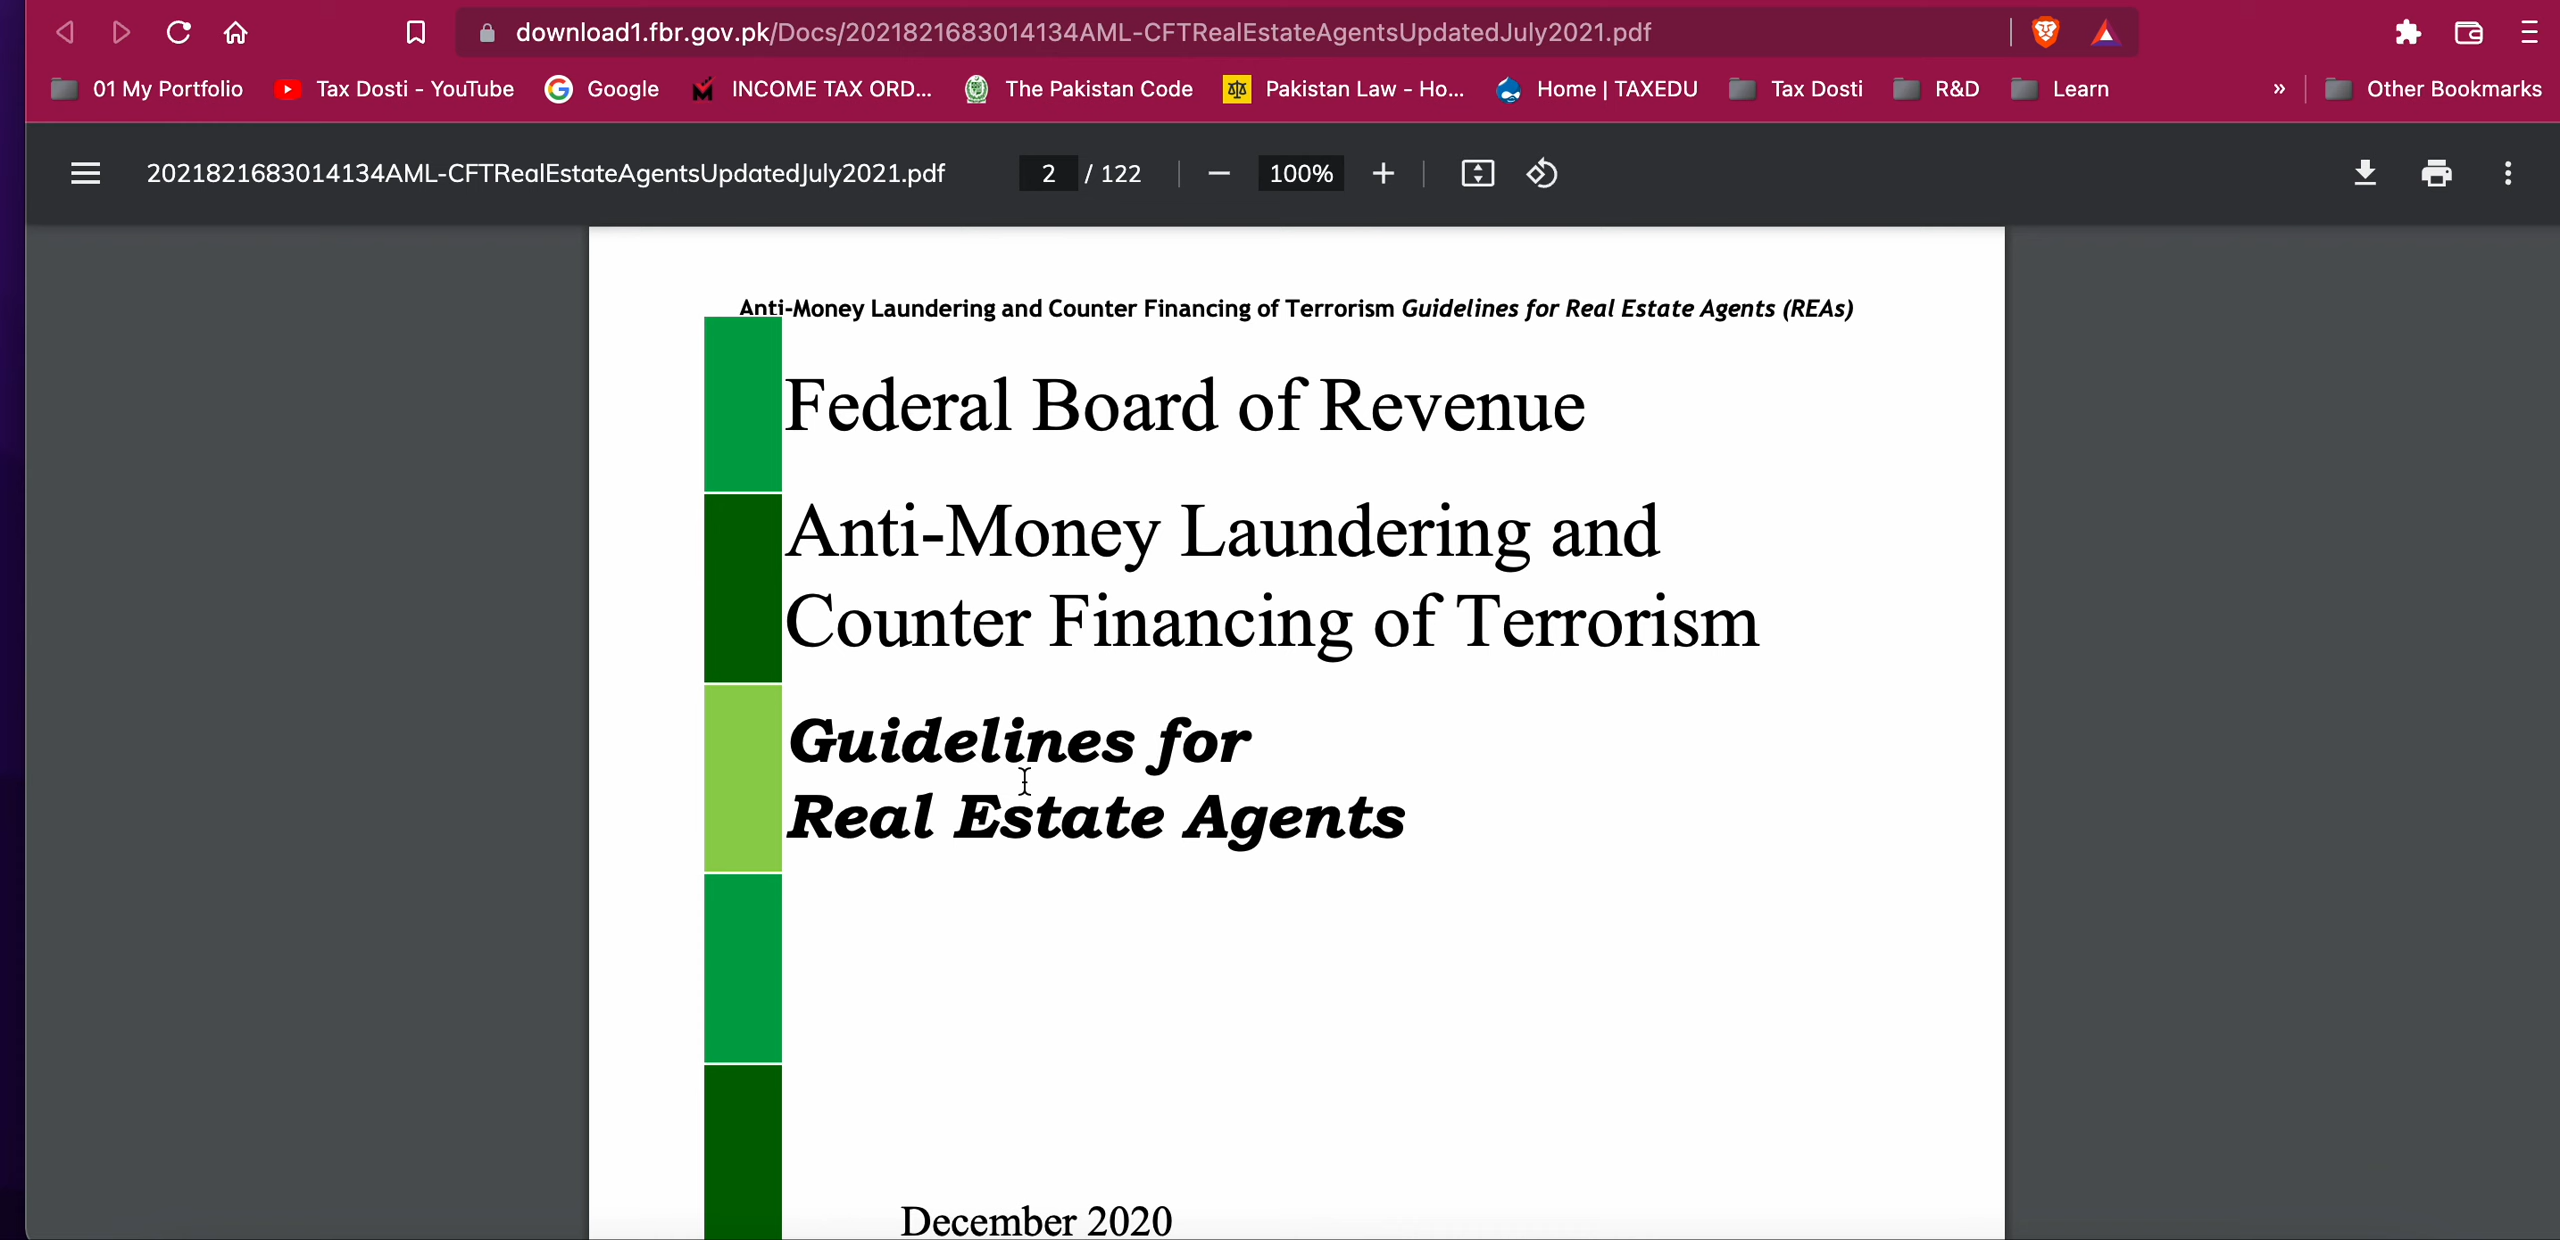 download1.fbr.gov.pk/Docs/2021821683014134AML-CFTRealEstateAgentsUpdatedJuly2021.pdf
01 My Portfolio Tax Dosti - YouTube Google INCOME TAX ORD... The Pakistan Code Pakistan Law - Ho... Home | TAXEDU Tax Dosti R&D Learn » Other Bookmarks
2021821683014134AML-CFTRealEstateAgentsUpdatedJuly2021.pdf 2 / 122 100%
Anti-Money Laundering and Counter Financing of Terrorism Guidelines for Real Estate Agents (REAs)
Federal Board of Revenue
Anti-Money Laundering and
Counter Financing of Terrorism
Guidelines for
Real Estate Agents
December 2020